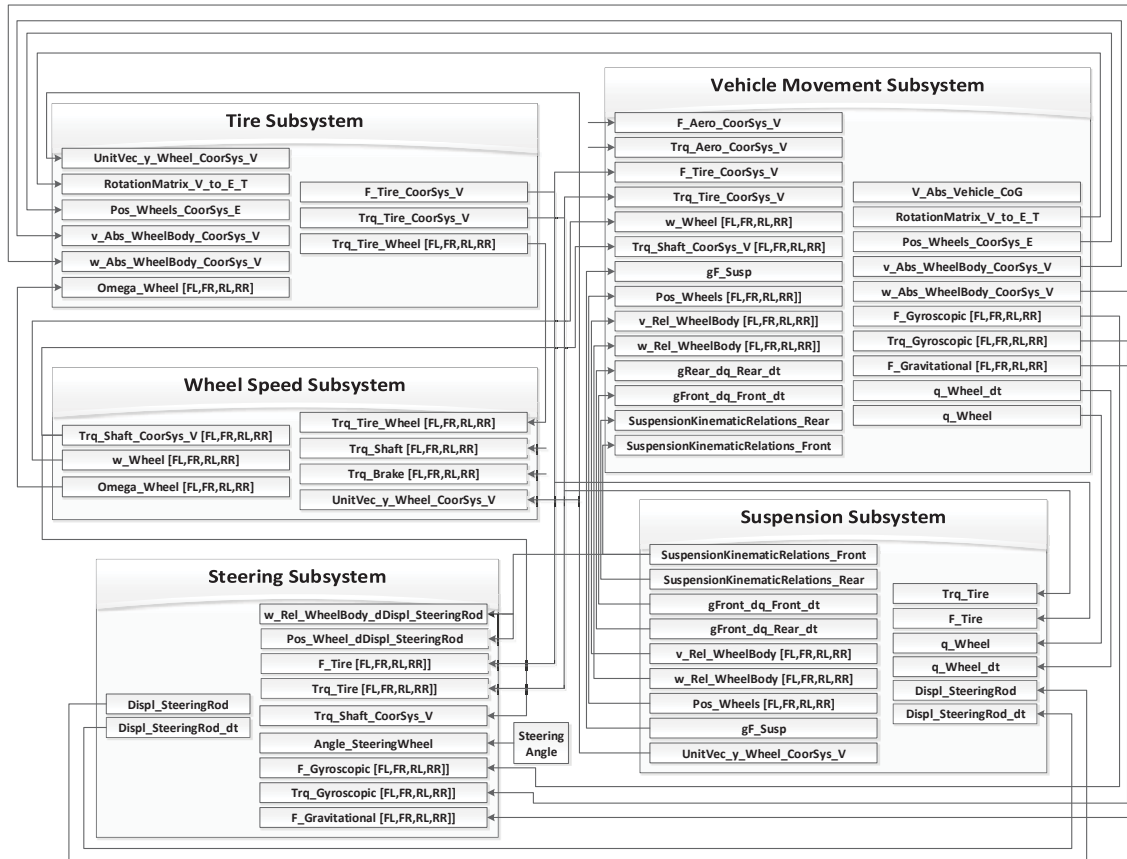 Vehicle Movement Subsystem
F_Aero_CoorSys_V
Trq_Aero_CoorSys_V
F_Tire_CoorSys_V
Trq_Tire_CoorSys_V
w_Wheel [FL,FR,RL,RR]
Trq_Shaft_CoorSys_V [FL,FR,RL,RR]
gF_Susp
Pos_Wheels [FL,FR,RL,RR]]
v_Rel_WheelBody [FL,FR,RL,RR]]
w_Rel_WheelBody [FL,FR,RL,RR]]
gRear_dq_Rear_dt
gFront_dq_Front_dt
SuspensionKinematicRelations_Rear
SuspensionKinematicRelations_Front
V_Abs_Vehicle_CoG
RotationMatrix_V_to_E_T
Pos_Wheels_CoorSys_E
v_Abs_WheelBody_CoorSys_V
w_Abs_WheelBody_CoorSys_V
F_Gyroscopic [FL,FR,RL,RR]
Trq_Gyroscopic [FL,FR,RL,RR]
F_Gravitational [FL,FR,RL,RR]
q_Wheel_dt
q_Wheel
Tire Subsystem
UnitVec_y_Wheel_CoorSys_V
RotationMatrix_V_to_E_T
Pos_Wheels_CoorSys_E
v_Abs_WheelBody_CoorSys_V
w_Abs_WheelBody_CoorSys_V
Omega_Wheel [FL,FR,RL,RR]
F_Tire_CoorSys_V
Trq_Tire_CoorSys_V
Trq_Tire_Wheel [FL,FR,RL,RR]
Wheel Speed Subsystem
Trq_Shaft_CoorSys_V [FL,FR,RL,RR]
w_Wheel [FL,FR,RL,RR]
Omega_Wheel [FL,FR,RL,RR]
Trq_Tire_Wheel [FL,FR,RL,RR]
Trq_Shaft [FL,FR,RL,RR]
Trq_Brake [FL,FR,RL,RR]
UnitVec_y_Wheel_CoorSys_V
Suspension Subsystem
SuspensionKinematicRelations_Front
SuspensionKinematicRelations_Rear
gFront_dq_Front_dt
gFront_dq_Rear_dt
v_Rel_WheelBody [FL,FR,RL,RR]
w_Rel_WheelBody [FL,FR,RL,RR]
Pos_Wheels [FL,FR,RL,RR]
gF_Susp
UnitVec_y_Wheel_CoorSys_V
Trq_Tire
F_Tire
q_Wheel
q_Wheel_dt
Displ_SteeringRod
Displ_SteeringRod_dt
Steering Subsystem
Displ_SteeringRod
Displ_SteeringRod_dt
w_Rel_WheelBody_dDispl_SteeringRod
Pos_Wheel_dDispl_SteeringRod
F_Tire [FL,FR,RL,RR]]
Trq_Tire [FL,FR,RL,RR]]
Trq_Shaft_CoorSys_V
Angle_SteeringWheel
F_Gyroscopic [FL,FR,RL,RR]]
Trq_Gyroscopic [FL,FR,RL,RR]]
F_Gravitational [FL,FR,RL,RR]]
Steering
Angle